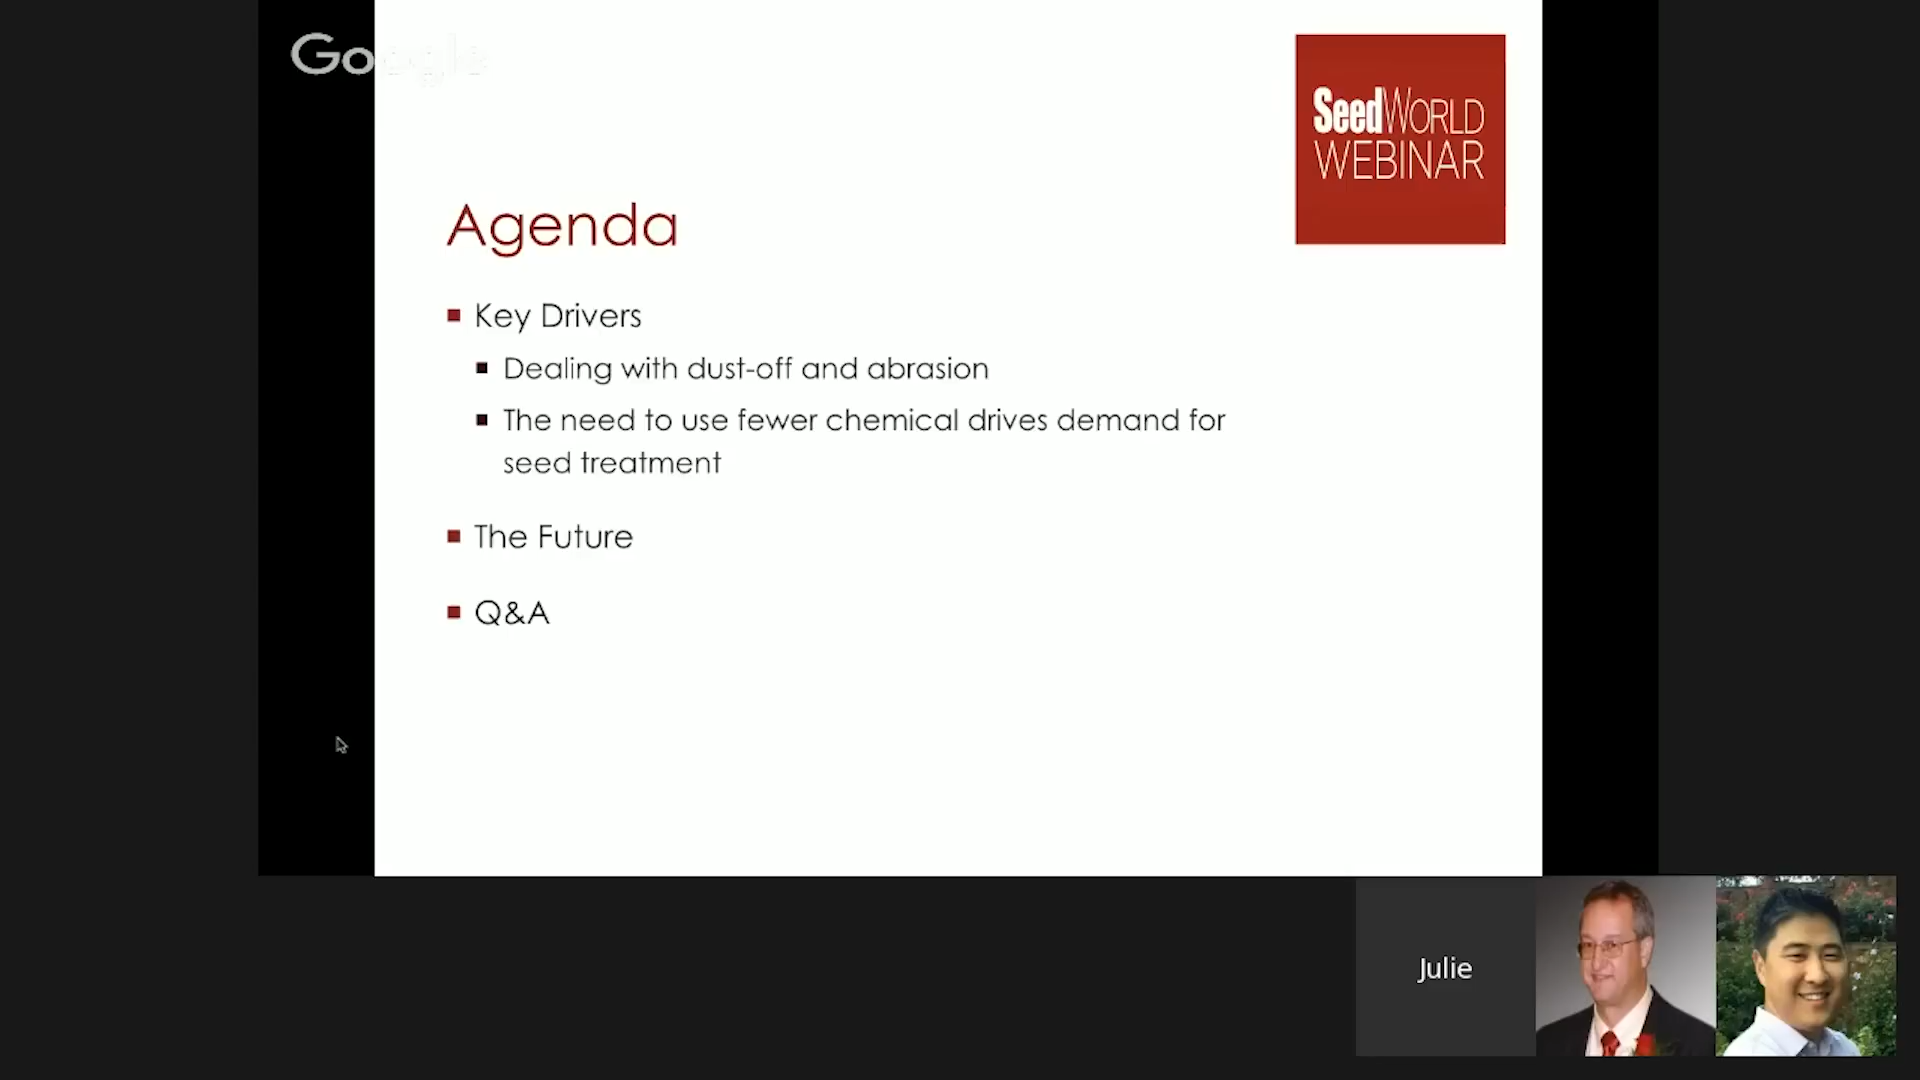 Google
SeedWORLD
WEBINAR
Agenda
Key Drivers
Dealing with dust-off and abrasion
The need to use fewer chemical drives demand for
seed treatment
The Future
Q&A
Julie